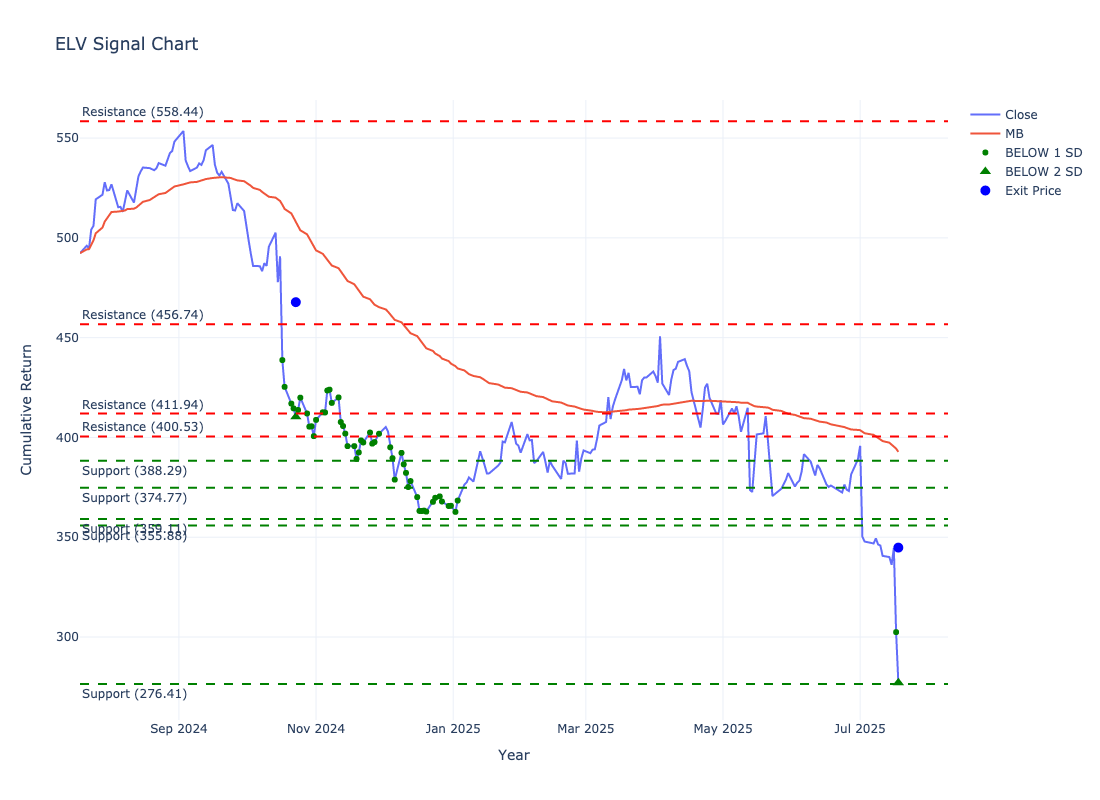 ELV Signal Chart
Resistance (558.44)
Resistance (456.74)
Resistance (411.94)
Resistance (400.53)
Support (388.29)
Support (374.77)
Support (359.11)
Support (355.88)
Support (276.41)
550
500
450
400
350
300
Cumulative Return
Sep 2024
Nov 2024
Jan 2025
Mar 2025
May 2025
Jul 2025
Year
Close
MB
BELOW 1 SD
BELOW 2 SD
Exit Price